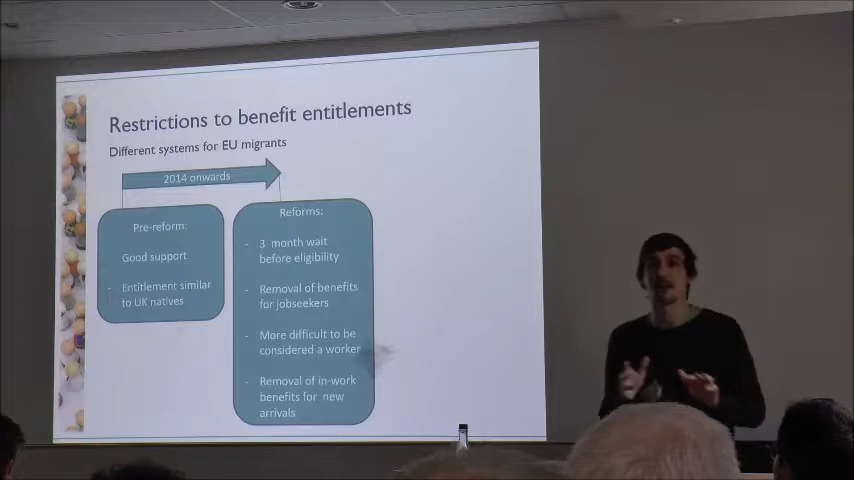 Restrictions to benefit entitlements
Different systems for EU migrants
2014 onwards
Pre-reform:
Good support
- Entitlement similar
to UK natives
Reforms:
- 3 month wait
before eligibility
- Removal of benefits
for jobseekers
- More difficult to be
considered a worker
- Removal of in-work
benefits for new
arrivals